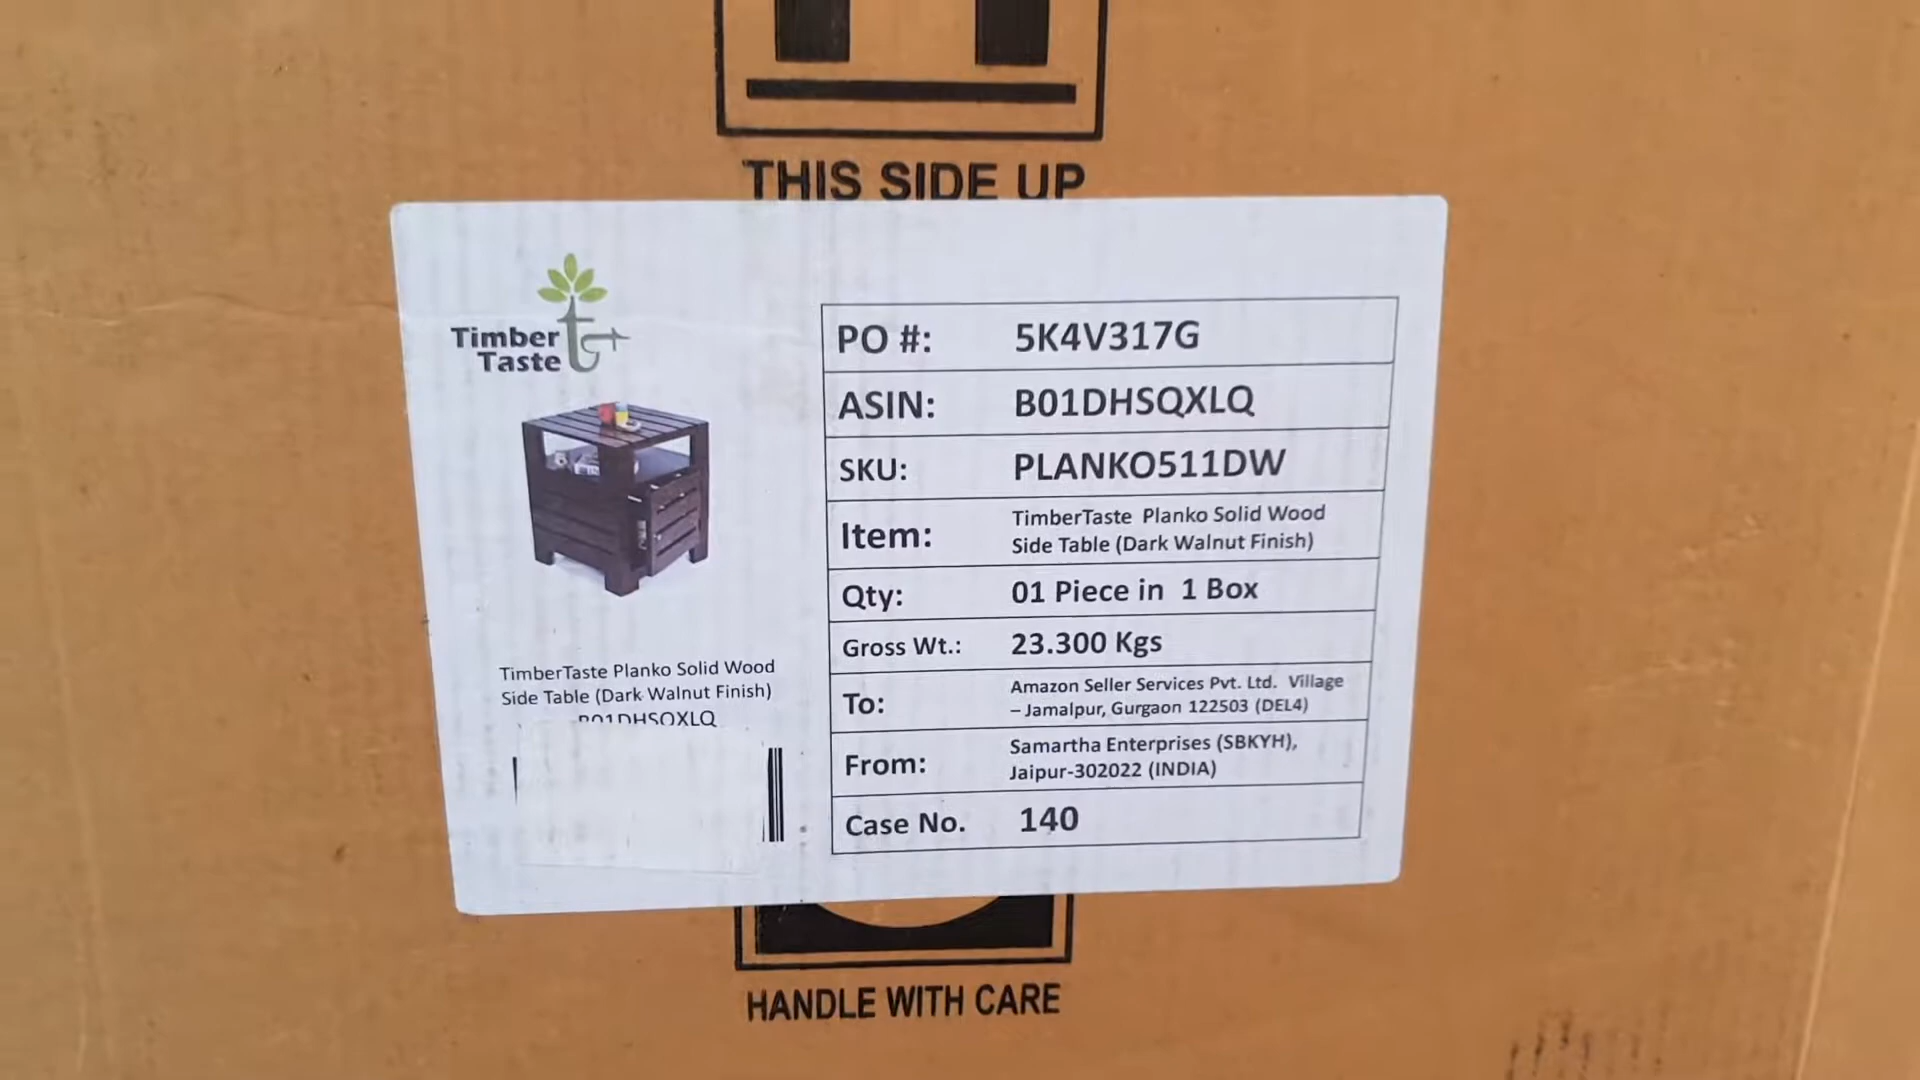 THIS SIDE UP
Timber
Taste
TimberTaste Planko Solid Wood
Side Table (Dark Walnut Finish)
B01DHSQXLQ
PO #: 5K4V317G
ASIN: B01DHSQXLQ
SKU: PLANKO511DW
Item: TimberTaste Planko Solid Wood
Side Table (Dark Walnut Finish)
Qty: 01 Piece in 1 Box
Gross Wt.: 23.300 Kgs
To: Amazon Seller Services Pvt. Ltd. Village
– Jamalpur, Gurgaon 122503 (DEL4)
From: Samartha Enterprises (SBKYH),
Jaipur-302022 (INDIA)
Case No. 140
HANDLE WITH CARE